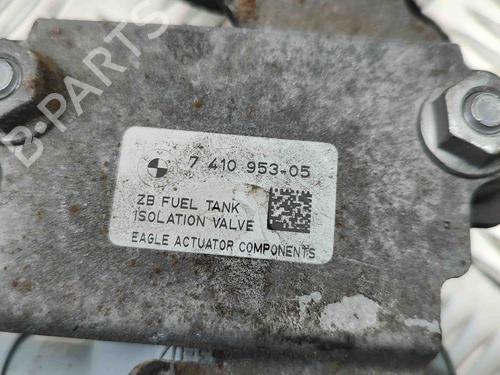 7 410 953-05
ZB FUEL TANK
ISOLATION VALVE
EAGLE ACTUATOR COMPONENTS
B-PARTS